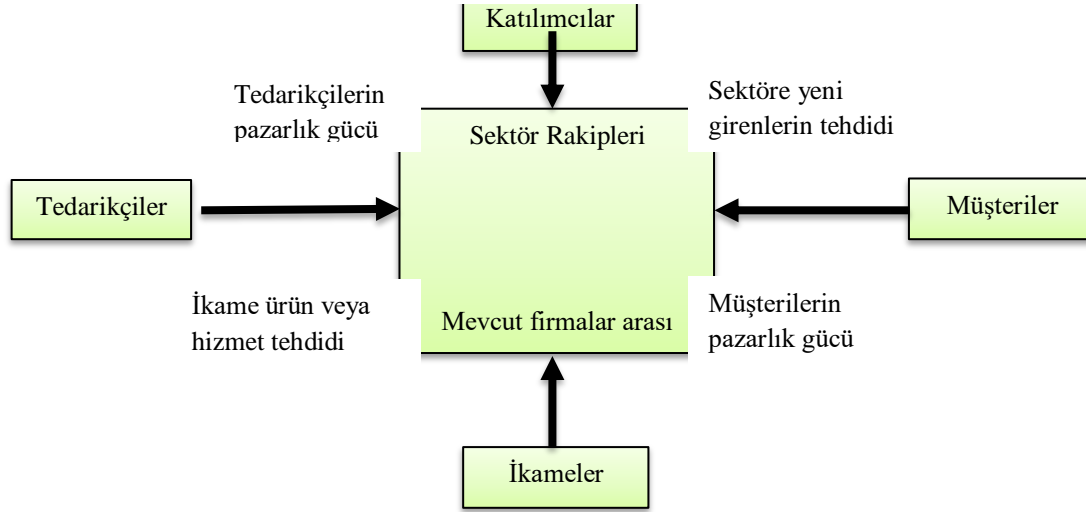 Katılımcılar
Tedarikçilerin
pazarlık gücü
Sektöre yeni
girenlerin tehdidi
Sektör Rakipleri
Tedarikçiler
Müşteriler
İkame ürün veya
hizmet tehdidi
Mevcut firmalar arası
Müşterilerin
pazarlık gücü
İkameler